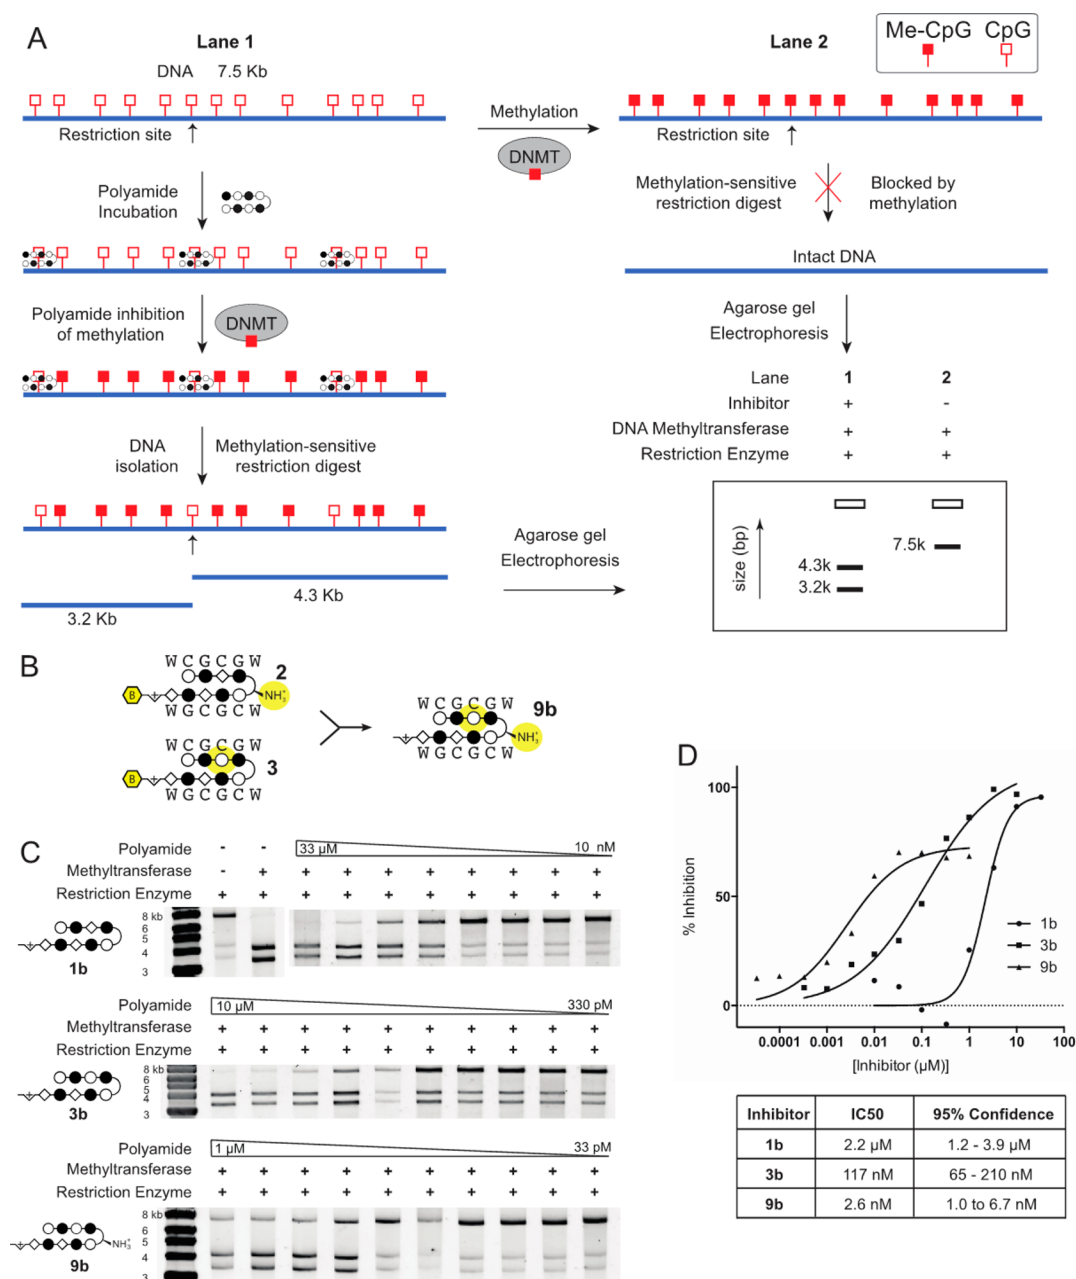 A
Lane 1
DNA 7.5 Kb
Restriction site
Polyamide
Incubation
Polyamide inhibition
of methylation
DNMT
DNA
isolation
Methylation-sensitive
restriction digest
4.3 Kb
3.2 Kb
Methylation
DNMT
Lane 2
Me-CpG CpG
Restriction site
Methylation-sensitive
restriction digest
Blocked by
methylation
Intact DNA
Agarose gel
Electrophoresis
Lane 1 2
Inhibitor + -
DNA Methyltransferase + +
Restriction Enzyme + +
Agarose gel
Electrophoresis
size (bp)
7.5k
4.3k
3.2k
B
W C G C G W
2
B
+
NH3+
W G C G C W
W C G C G W
3
B
+
W G C G C W
W C G C G W
9b
+
NH3+
W G C G C W
C
Polyamide - - 33 µM 10 nM
Methyltransferase - + + + + + + + + +
Restriction Enzyme + + + + + + + + + +
8 kb
6
5
4
3
+
1b
Polyamide 10 µM 330 pM
Methyltransferase + + + + + + + + + +
Restriction Enzyme + + + + + + + + + +
8 kb
6
5
4
3
+
3b
Polyamide 1 µM 33 pM
Methyltransferase + + + + + + + + + +
Restriction Enzyme + + + + + + + + + +
8 kb
6
5
4
3
+
NH3+
9b
D
% Inhibition
100
50
0
1b
3b
9b
0.0001 0.001 0.01 0.1 1 10 100
[Inhibitor (µM)]
Inhibitor IC50 95% Confidence
1b 2.2 µM 1.2 - 3.9 µM
3b 117 nM 65 - 210 nM
9b 2.6 nM 1.0 to 6.7 nM